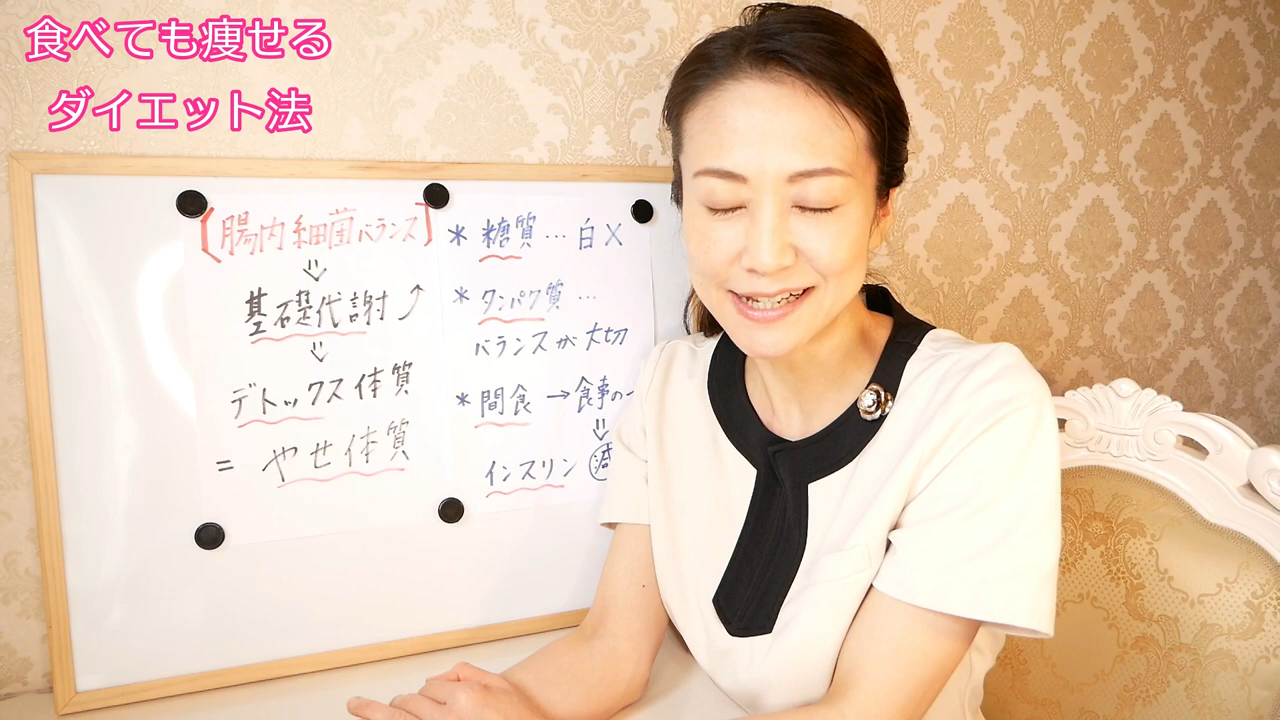 食べても痩せる
ダイエット法
【腸内細菌バランス】
⇓
基礎代謝⤴
⇓
デトックス体質
= やせ体質
* 糖質…白×
* タンパク質…
バランスが大切
* 間食→食事の一
⇓
インスリン 減